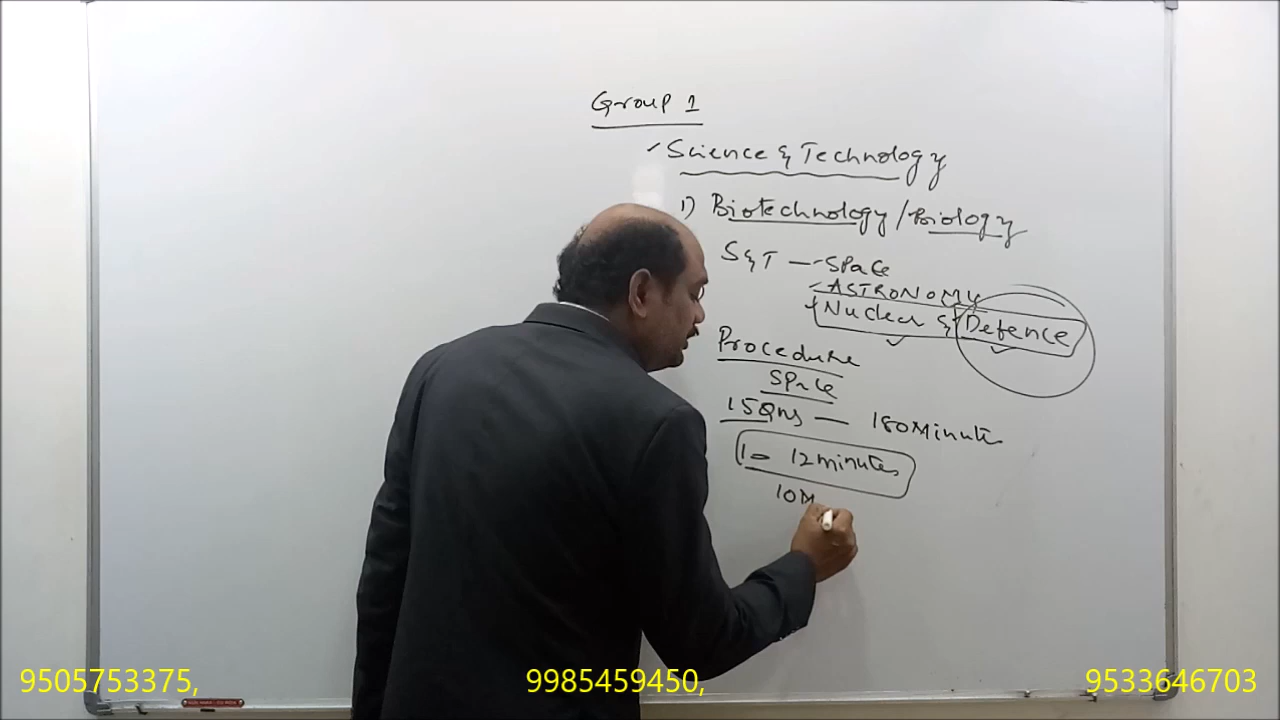 Group 1
Science & Technology
1) Biotechnology / Biology
S&T - Space
ASTRONOMY
Nuclear & Defence
Procedure
Space
15Qns - 180Minutes
1 - 12minutes
10M
9505753375, 9985459450, 9533646703